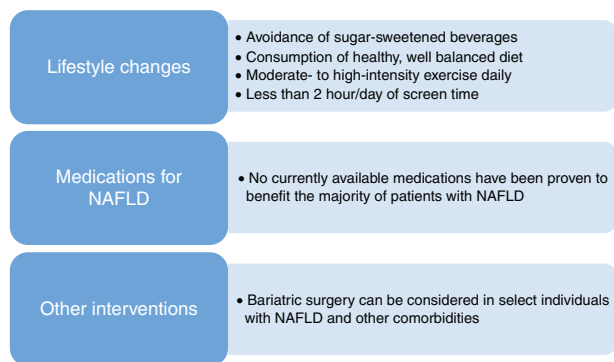 Lifestyle changes
• Avoidance of sugar-sweetened beverages
• Consumption of healthy, well balanced diet
• Moderate- to high-intensity exercise daily
• Less than 2 hour/day of screen time
Medications for
NAFLD
• No currently available medications have been proven to
benefit the majority of patients with NAFLD
Other interventions
• Bariatric surgery can be considered in select individuals
with NAFLD and other comorbidities